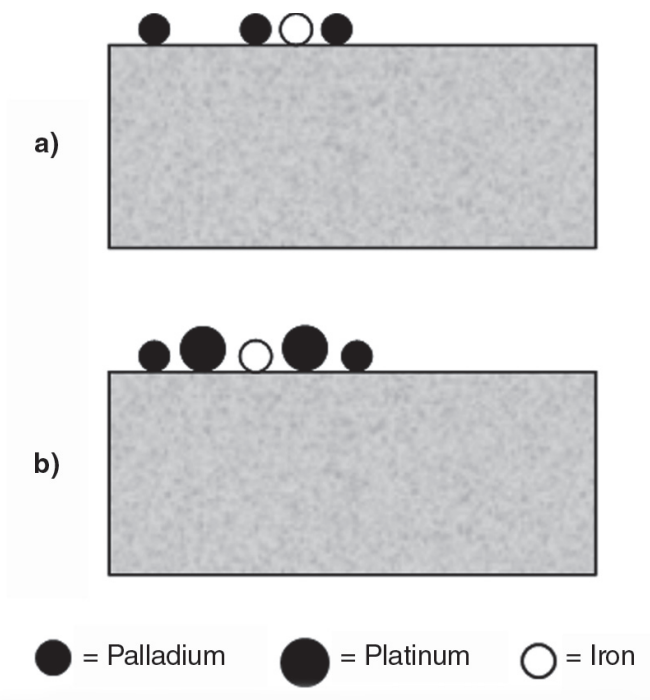 a)
b)
= Palladium = Platinum = Iron